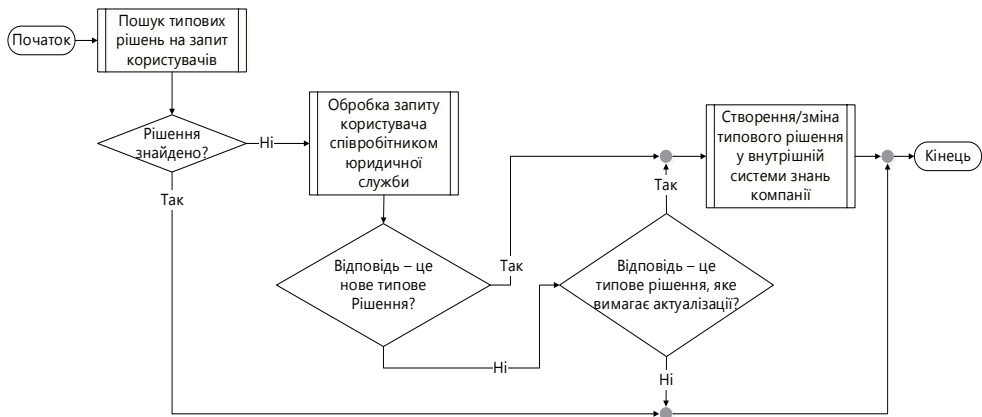 Початок
Пошук типових
рішень на запит
користувачів
Рішення
знайдено?
Ні
Так
Обробка запиту
користувача
співробітником
юридичної
служби
Відповідь – це
нове типове
Рішення?
Так
Ні
Відповідь – це
типове рішення, яке
вимагає актуалізації?
Так
Ні
Створення/зміна
типового рішення
у внутрішній
системи знань
компанії
Кінець